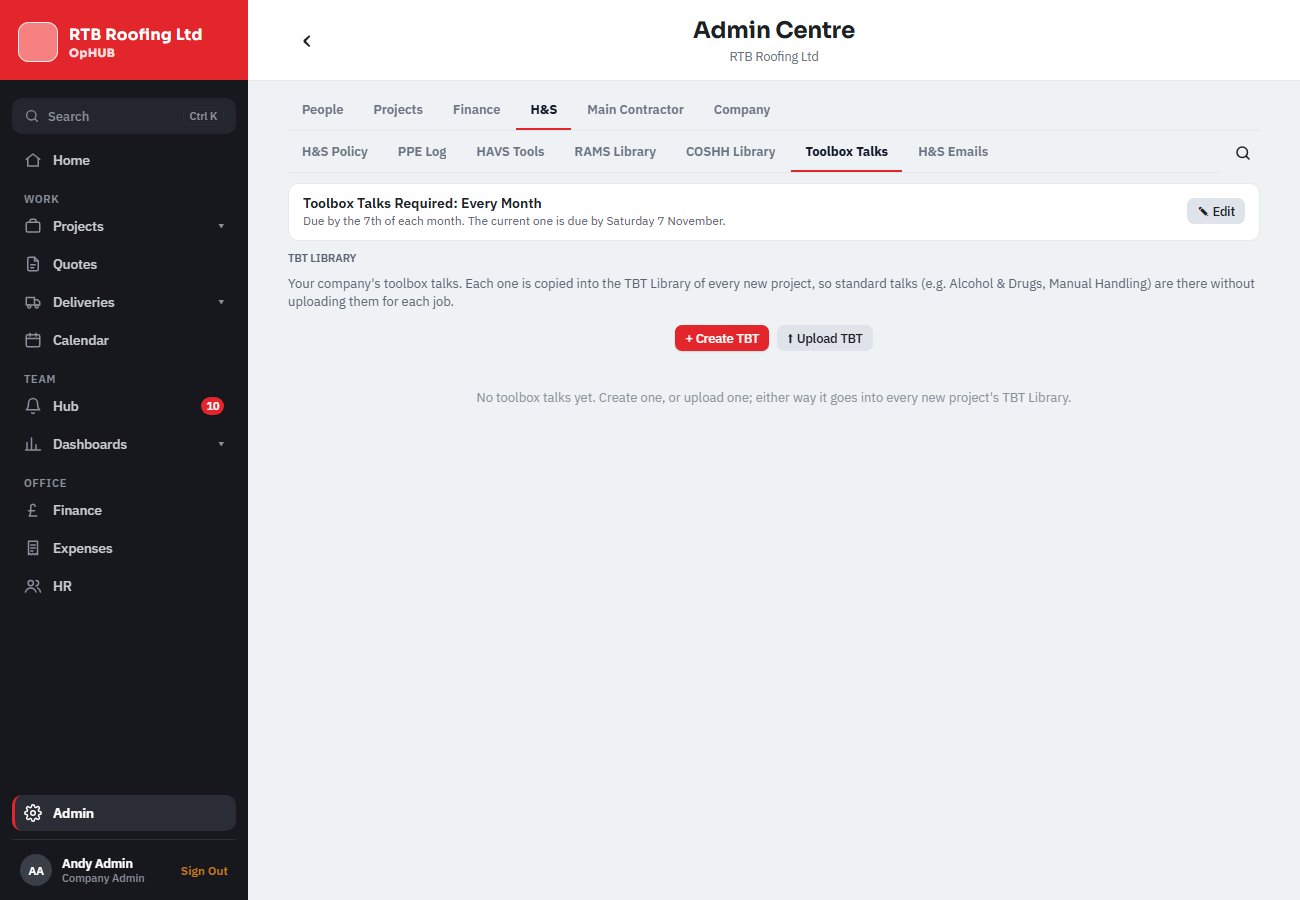 RTB Roofing Ltd
OpHUB
Search
Ctrl K
Home
WORK
Projects
Quotes
Deliveries
Calendar
TEAM
Hub
10
Dashboards
OFFICE
Finance
Expenses
HR
Admin
AA
Andy Admin
Company Admin
Sign Out
Admin Centre
RTB Roofing Ltd
People
Projects
Finance
H&S
Main Contractor
Company
H&S Policy
PPE Log
HAVS Tools
RAMS Library
COSHH Library
Toolbox Talks
H&S Emails
Toolbox Talks Required: Every Month
Due by the 7th of each month. The current one is due by Saturday 7 November.
Edit
TBT LIBRARY
Your company's toolbox talks. Each one is copied into the TBT Library of every new project, so standard talks (e.g. Alcohol & Drugs, Manual Handling) are there without
uploading them for each job.
+ Create TBT
Upload TBT
No toolbox talks yet. Create one, or upload one; either way it goes into every new project's TBT Library.